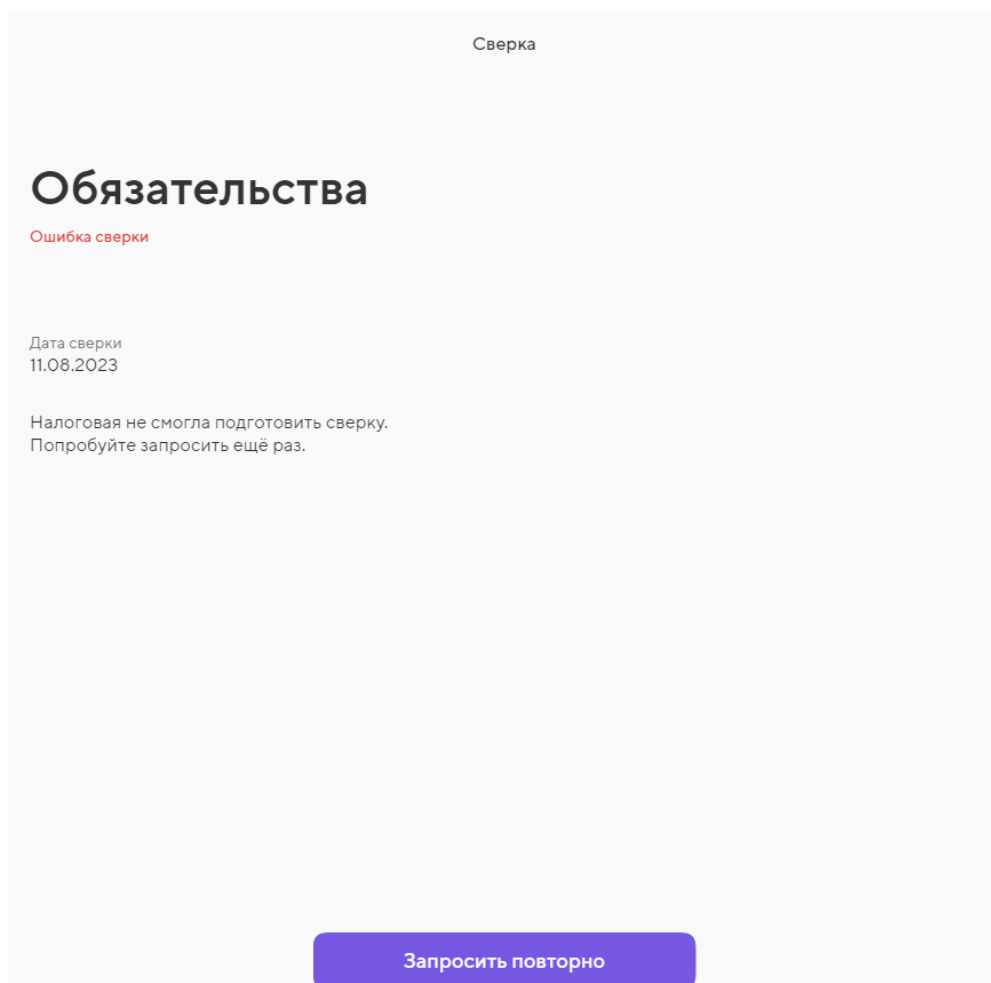 Сверка
Обязательства
Ошибка сверки
Дата сверки
11.08.2023
Налоговая не смогла подготовить сверку.
Попробуйте запросить ещё раз.
Запросить повторно